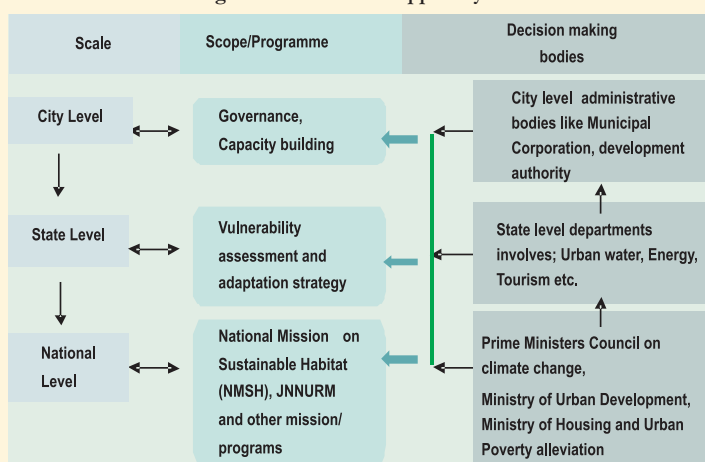 Scale
Scope/Programme
Decision making
bodies
City Level
Governance,
Capacity building
City level administrative
bodies like Municipal
Corporation, development
authority
State Level
Vulnerability
assessment and
adaptation strategy
State level departments
involves; Urban water, Energy,
Tourism etc.
National
Level
National Mission on
Sustainable Habitat
(NMSH), JNNURM
and other mission/
programs
Prime Ministers Council on
climate change,
Ministry of Urban Development,
Ministry of Housing and Urban
Poverty alleviation